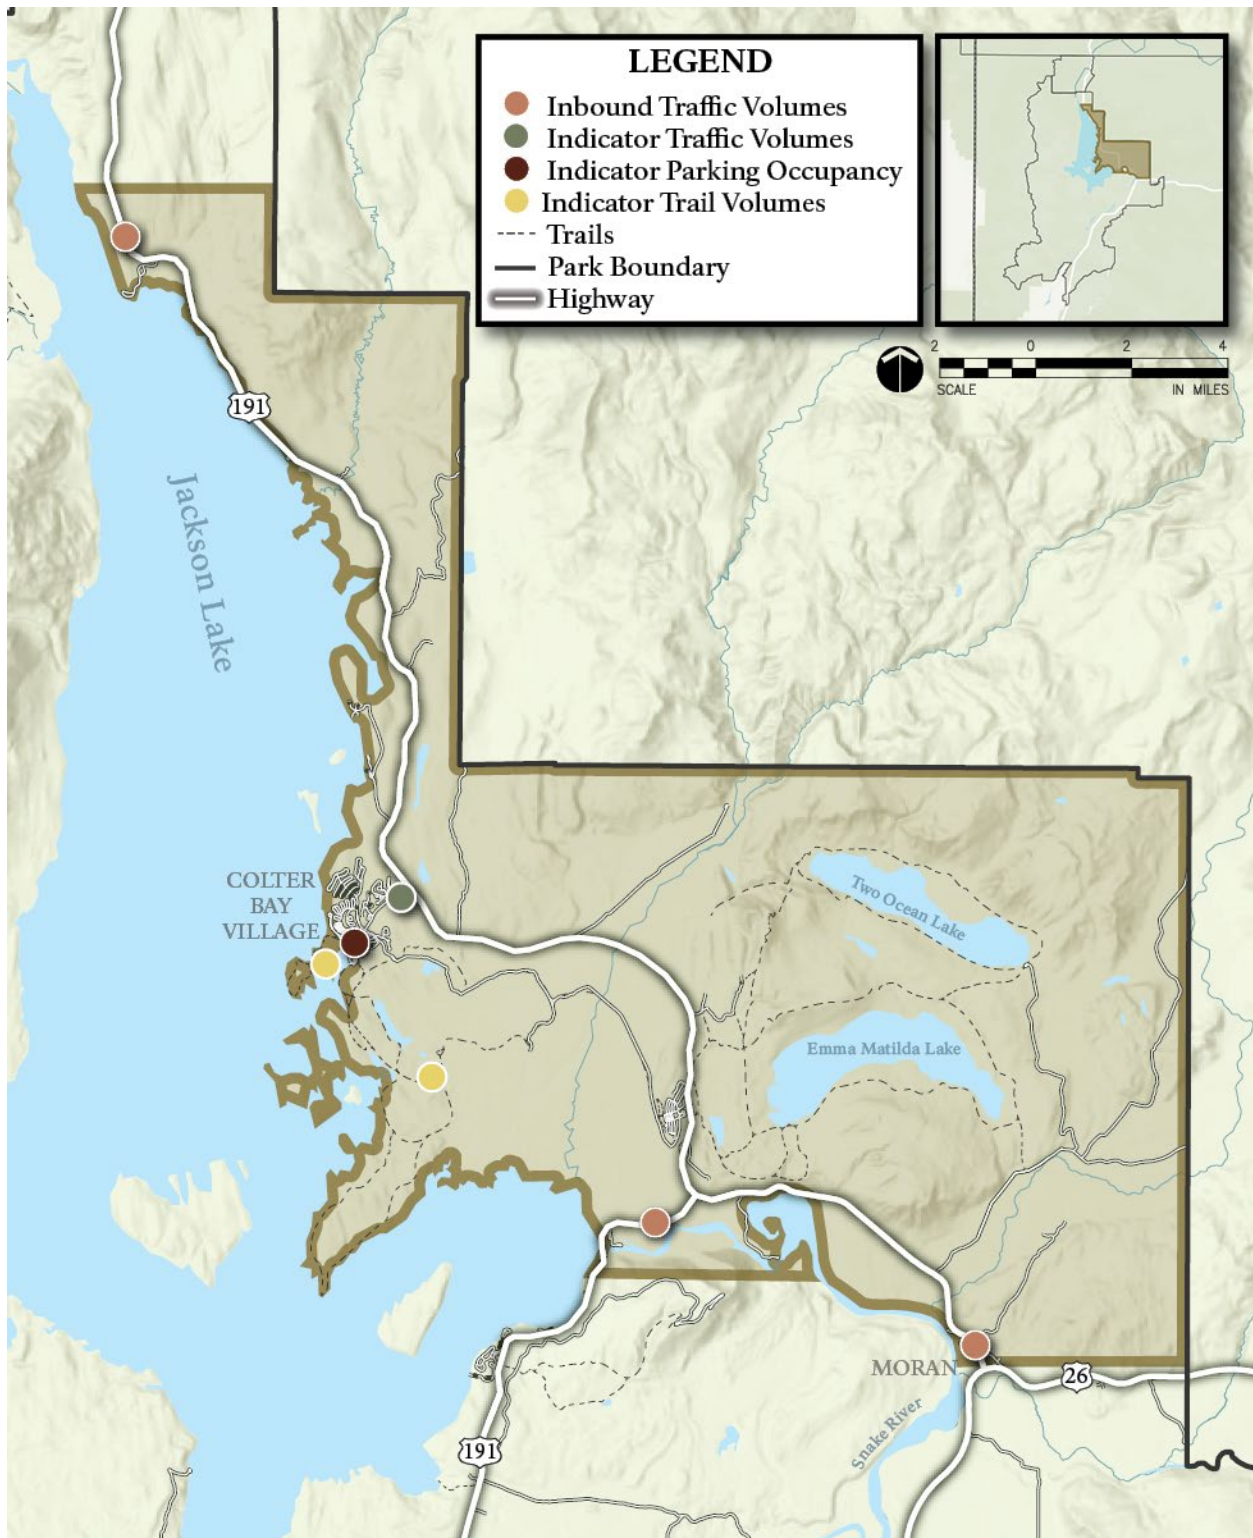 LEGEND
Inbound Traffic Volumes
Indicator Traffic Volumes
Indicator Parking Occupancy
Indicator Trail Volumes
Trails
Park Boundary
Highway
2 0 2 4
SCALE IN MILES
191
Jackson Lake
COLTER
BAY
VILLAGE
Two Ocean Lake
Emma Matilda Lake
MORAN
26
Snake River
191